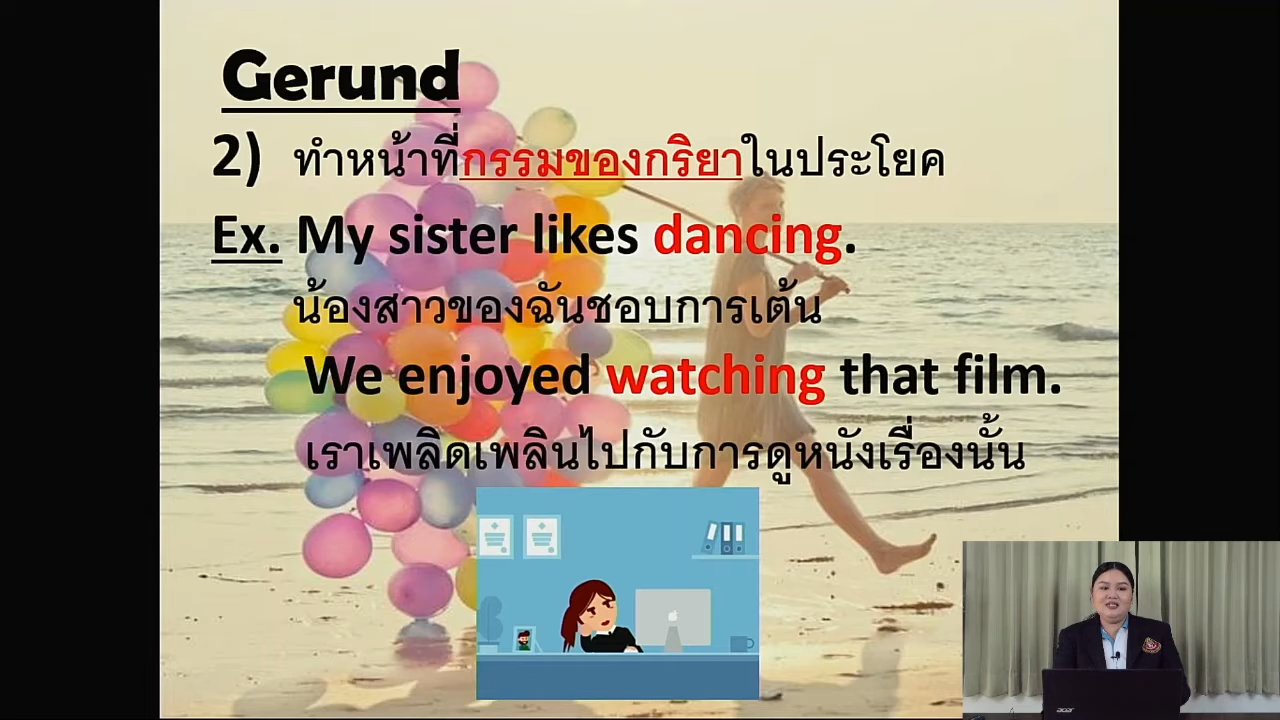 Gerund
2) ทำหน้าที่กรรมของกริยาในประโยค
Ex. My sister likes dancing.
น้องสาวของฉันชอบการเต้น
We enjoyed watching that film.
เราเพลิดเพลินไปกับการดูหนังเรื่องนั้น
acer